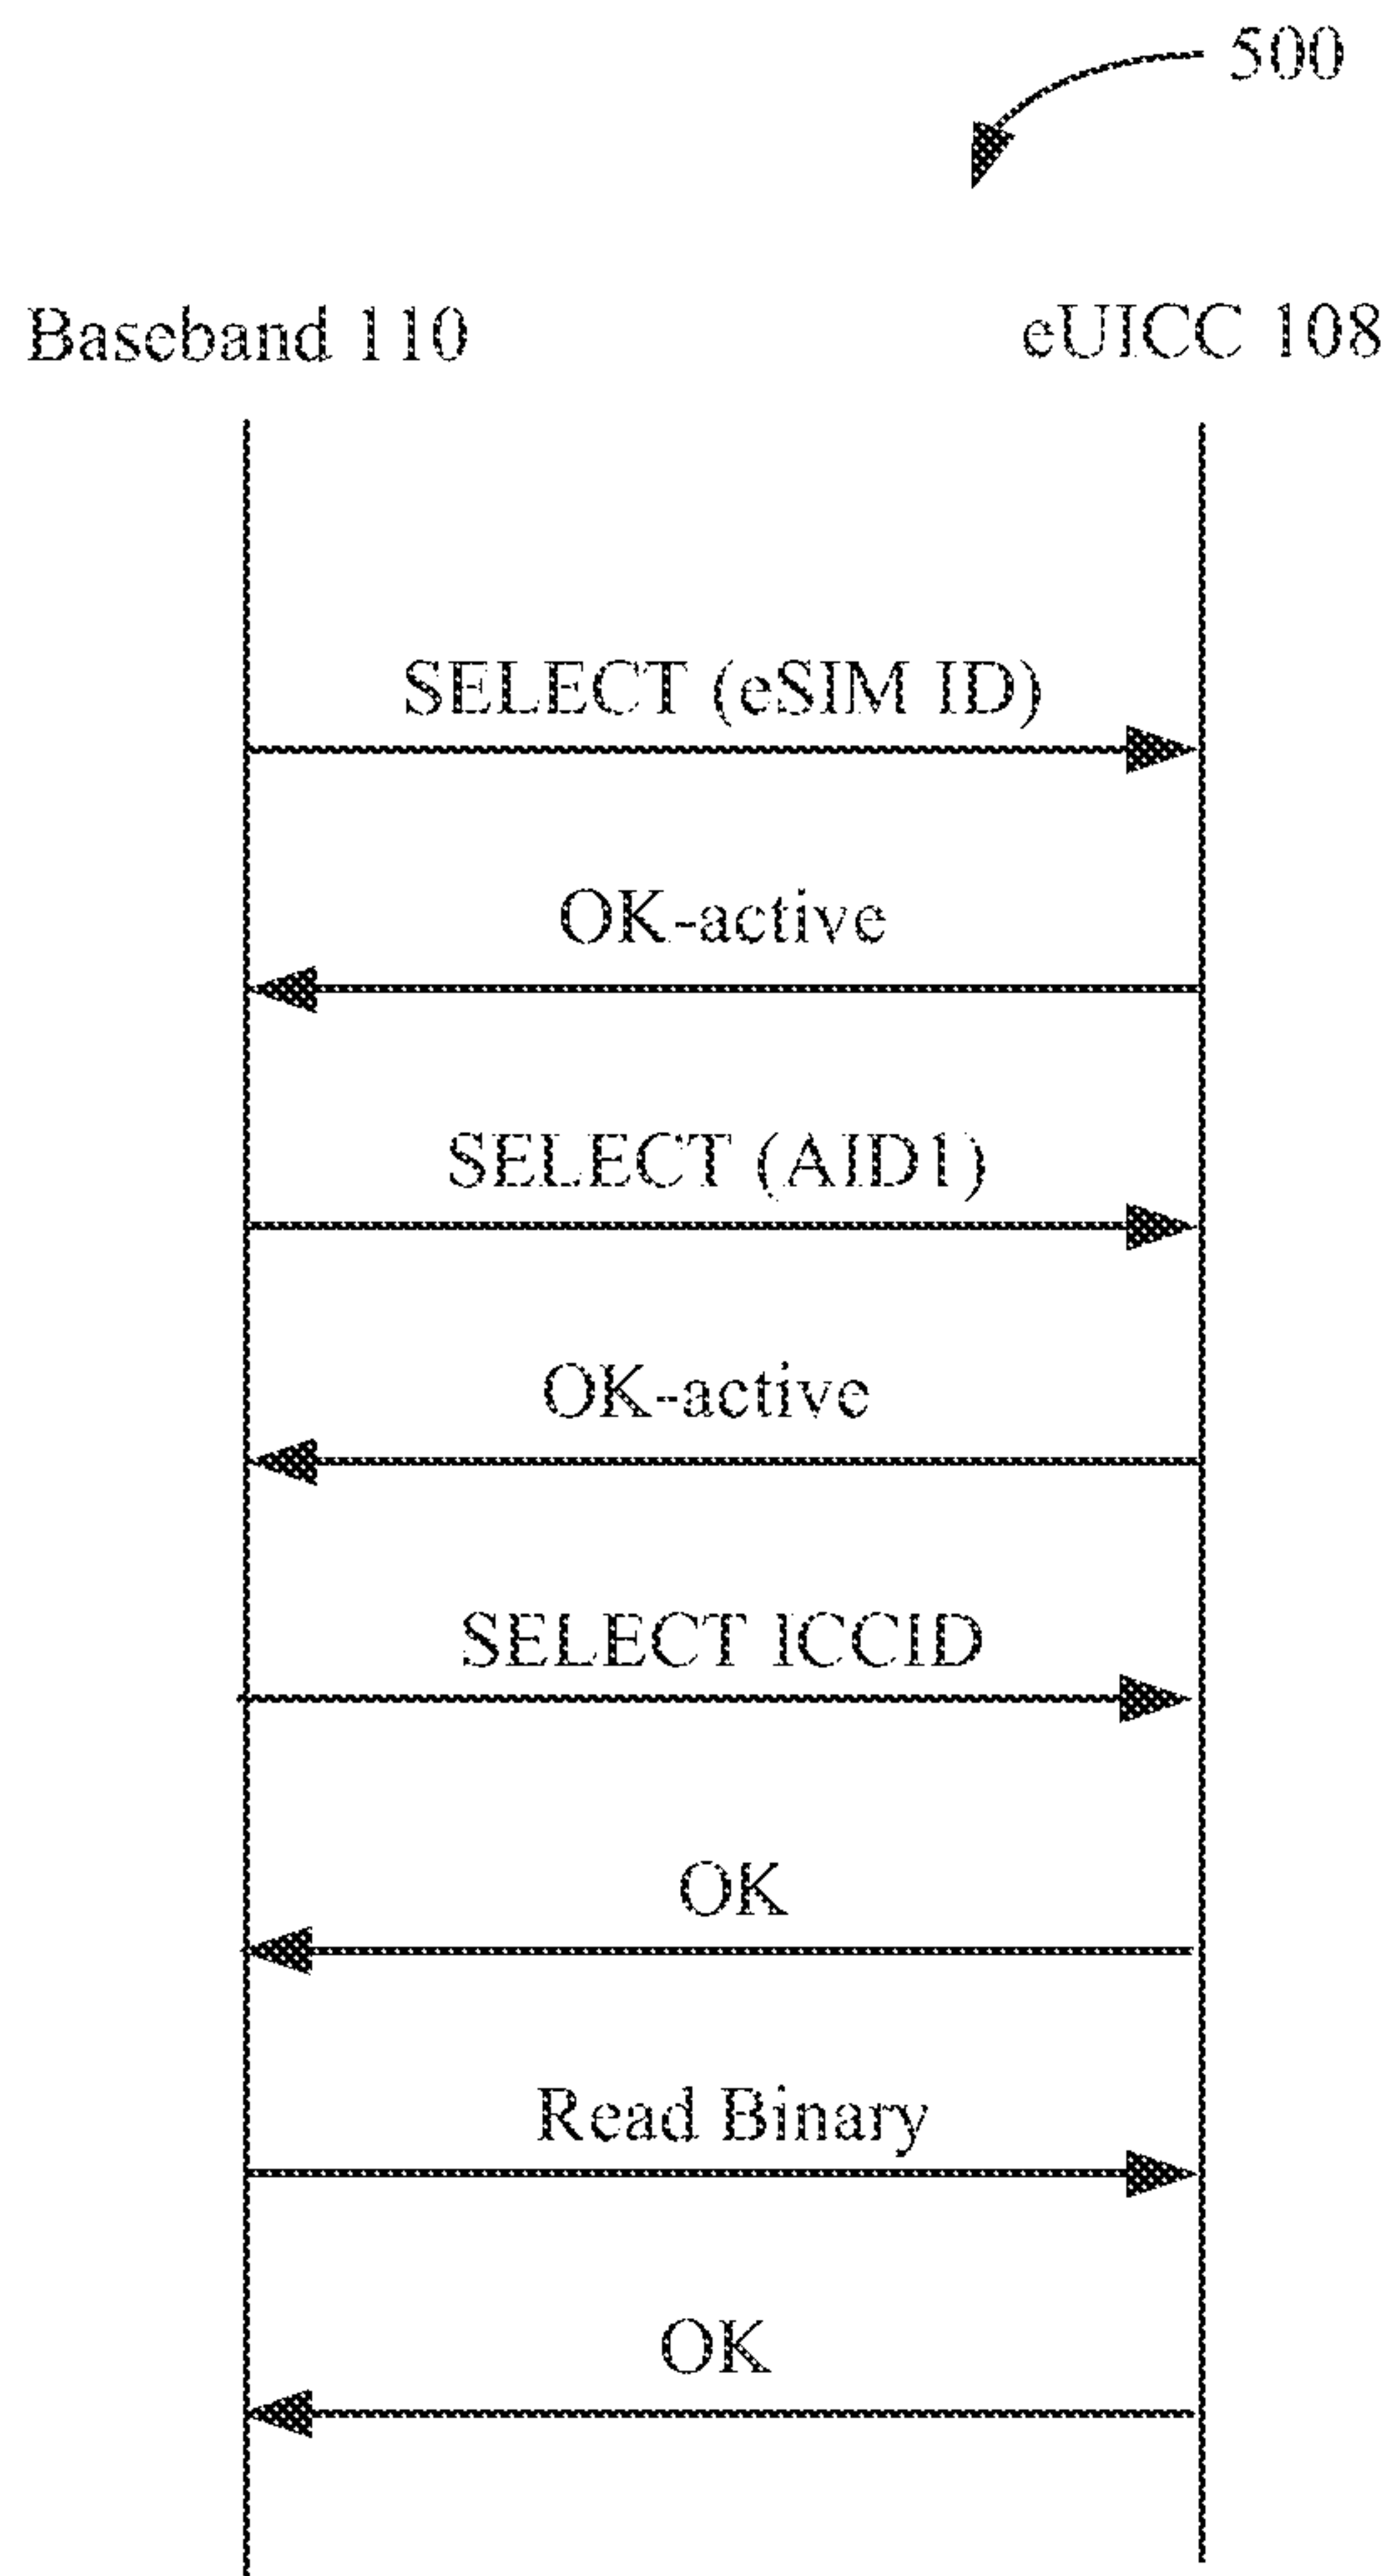 500
Baseband 110 eUICC 108
SELECT (eSIM ID)
OK-active
SELECT (AID1)
OK-active
SELECT ICCID
OK
Read Binary
OK